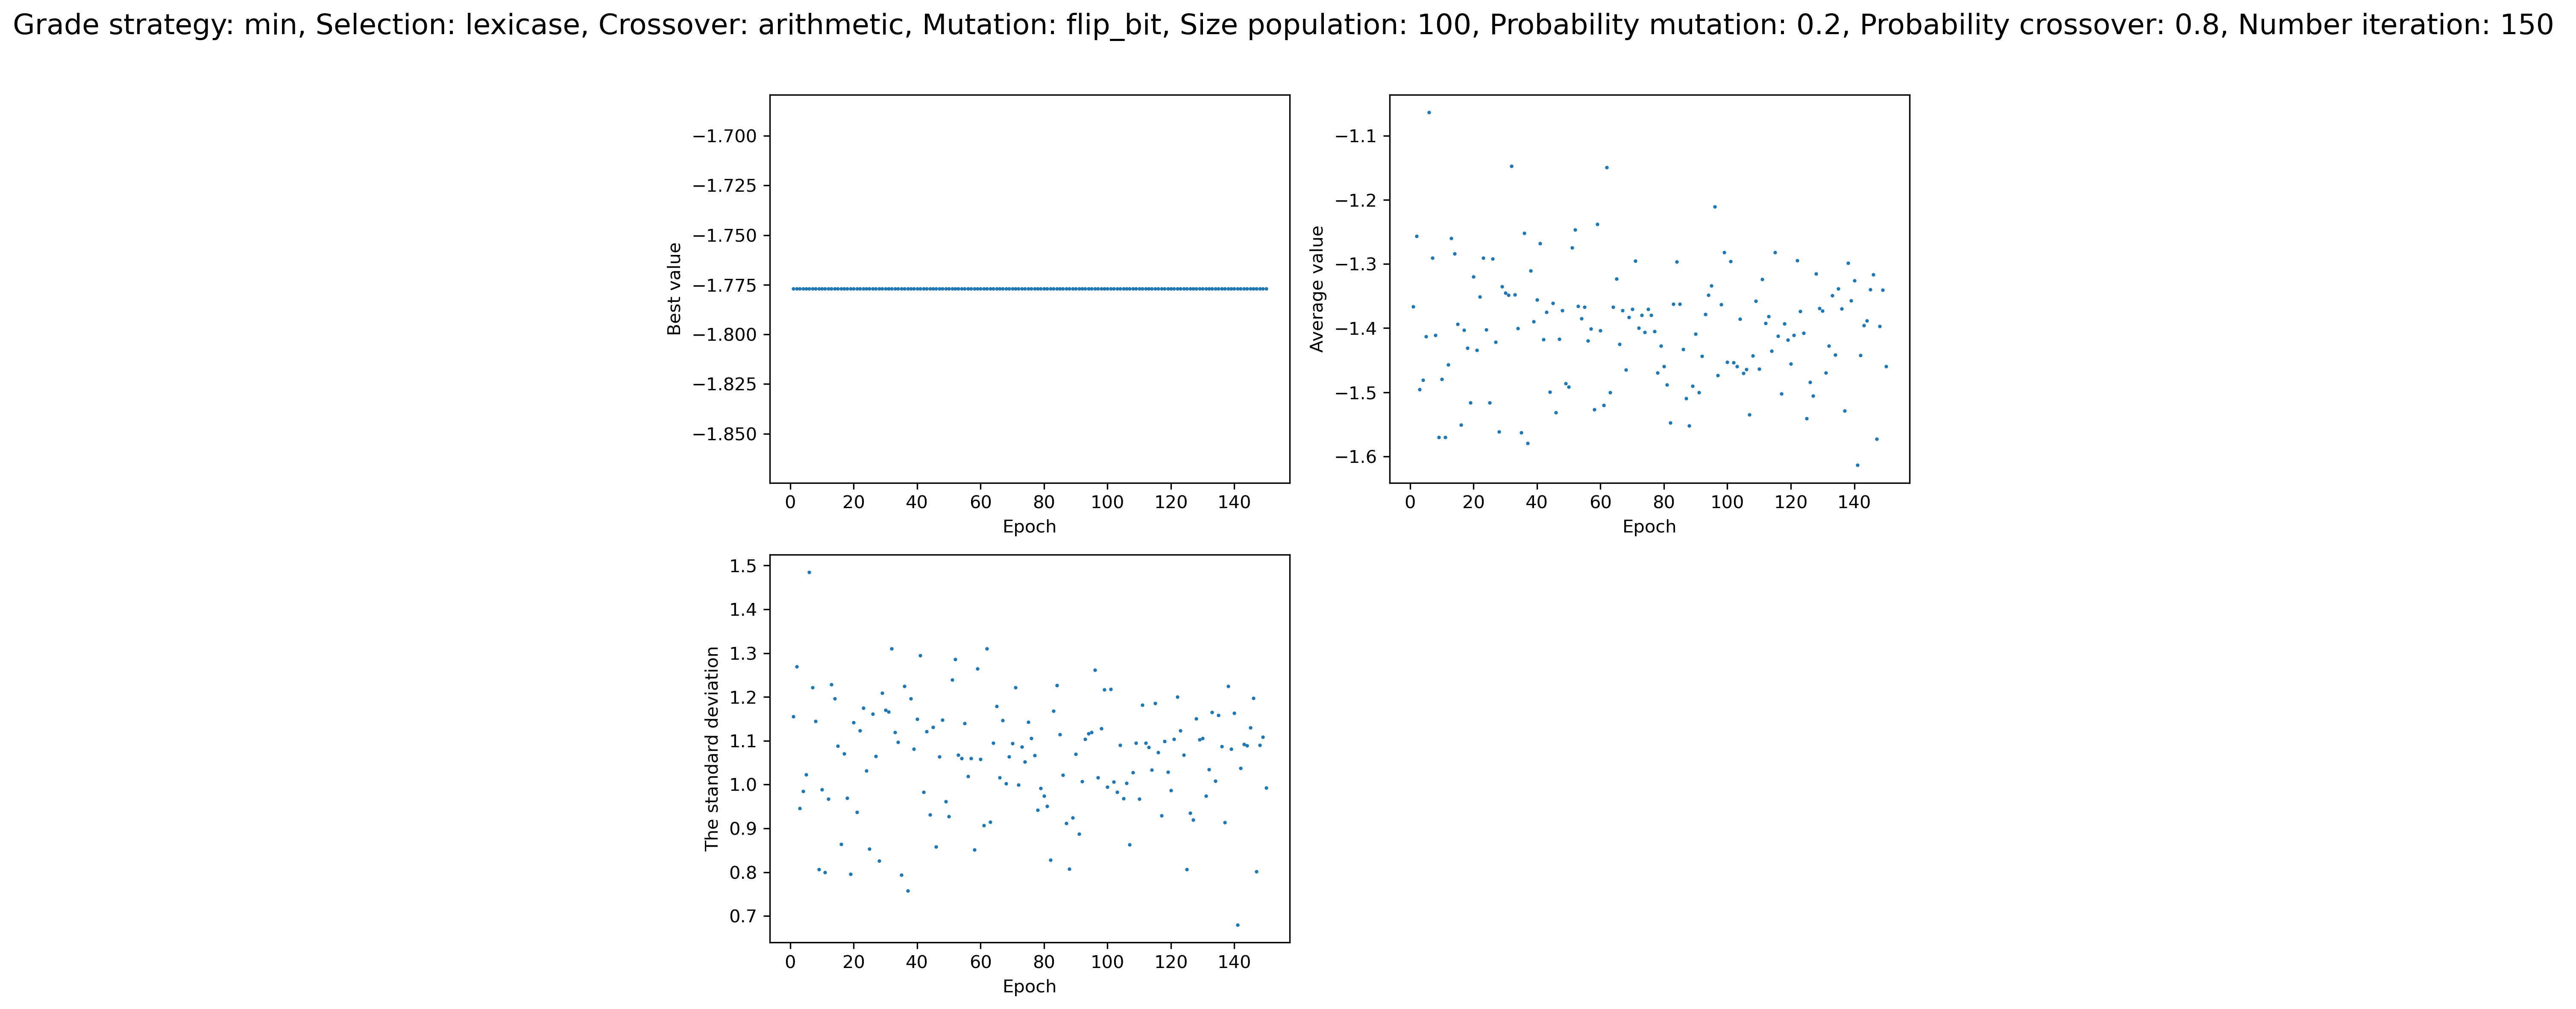 Grade strategy: min, Selection: lexicase, Crossover: arithmetic, Mutation: flip_bit, Size population: 100, Probability mutation: 0.2, Probability crossover: 0.8, Number iteration: 150
Best value
−1.700
−1.725
−1.750
−1.775
−1.800
−1.825
−1.850
0 20 40 60 80 100 120 140
Epoch
Average value
−1.1
−1.2
−1.3
−1.4
−1.5
−1.6
0 20 40 60 80 100 120 140
Epoch
The standard deviation
1.5
1.4
1.3
1.2
1.1
1.0
0.9
0.8
0.7
0 20 40 60 80 100 120 140
Epoch